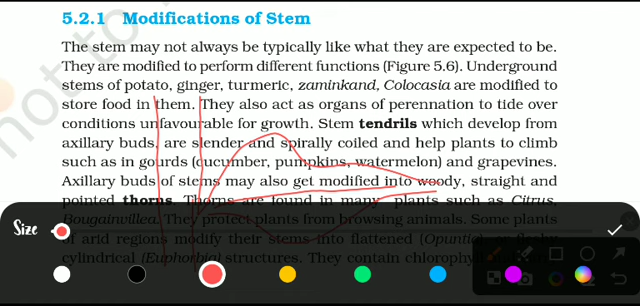 5.2.1 Modifications of Stem
The stem may not always be typically like what they are expected to be.
They are modified to perform different functions (Figure 5.6). Underground
stems of potato, ginger, turmeric, zaminkand, Colocasia are modified to
store food in them. They also act as organs of perennation to tide over
conditions unfavourable for growth. Stem tendrils which develop from
axillary buds, are slender and spirally coiled and help plants to climb
such as in gourds (cucumber, pumpkins, watermelon) and grapevines.
Axillary buds of stems may also get modified into woody, straight and
pointed thorns. Thorns are found in many plants such as Citrus,
Bougainvillea. They protect plants from browsing animals. Some plants
of arid regions modify their stems into flattened (Opuntia),
cylindrical (Euphorbia) structures. They contain
Size
not to